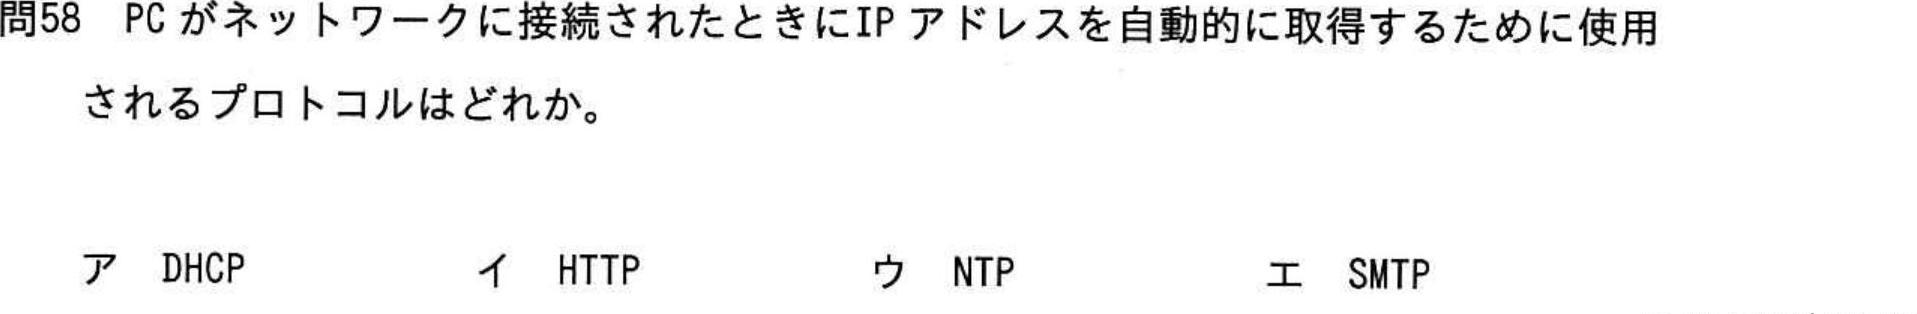 問58　PCがネットワークに接続されたときにIPアドレスを自動的に取得するために使用
されるプロトコルはどれか。
ア　DHCP　イ　HTTP　ウ　NTP　エ　SMTP